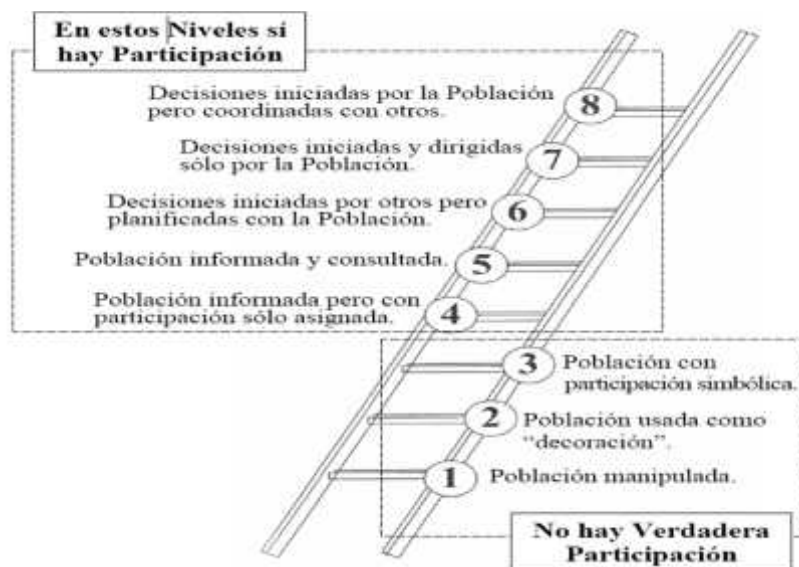 En estos Niveles sí
hay Participación
Decisiones iniciadas por la Población
pero coordinadas con otros.
8
Decisiones iniciadas y dirigidas
sólo por la Población.
7
Decisiones iniciadas por otros pero
planificadas con la Población.
6
Población informada y consultada.
5
Población informada pero con
participación sólo asignada.
4
3
Población con
participación simbólica.
2
Población usada como
“decoración”.
1
Población manipulada.
No hay Verdadera
Participación